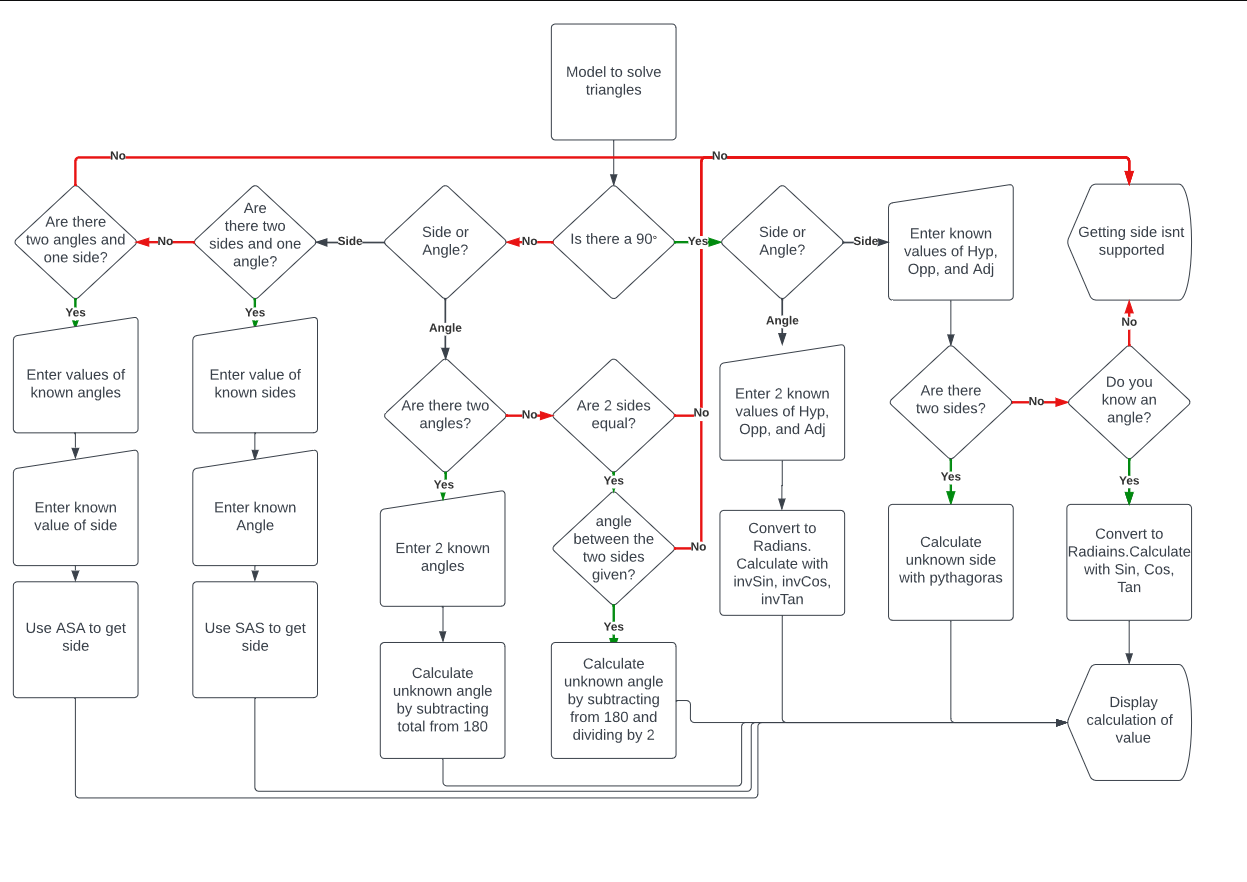 Model to solve
triangles
No
No
Are there
two angles and
one side?
No
Are
there two
sides and one
angle?
Side
Side or
Angle?
No
Is there a 90°
Yes
Side or
Angle?
Side
Enter known
values of Hyp,
Opp, and Adj
Getting side isnt
supported
Yes
Yes
Angle
Angle
No
Enter values of
known angles
Enter value of
known sides
Are there two
angles?
No
Are 2 sides
equal?
No
Enter 2 known
values of Hyp,
Opp, and Adj
Are there
two sides?
No
Do you
know an
angle?
Yes
Yes
Yes
Yes
Enter known
value of side
Enter known
Angle
Enter 2 known
angles
angle
between the
two sides
given?
No
Convert to
Radians.
Calculate with
invSin, invCos,
invTan
Calculate
unknown side
with pythagoras
Convert to
Radiains.Calculate
with Sin, Cos,
Tan
Yes
Use ASA to get
side
Use SAS to get
side
Calculate
unknown angle
by subtracting
total from 180
Calculate
unknown angle
by subtracting
from 180 and
dividing by 2
Display
calculation of
value